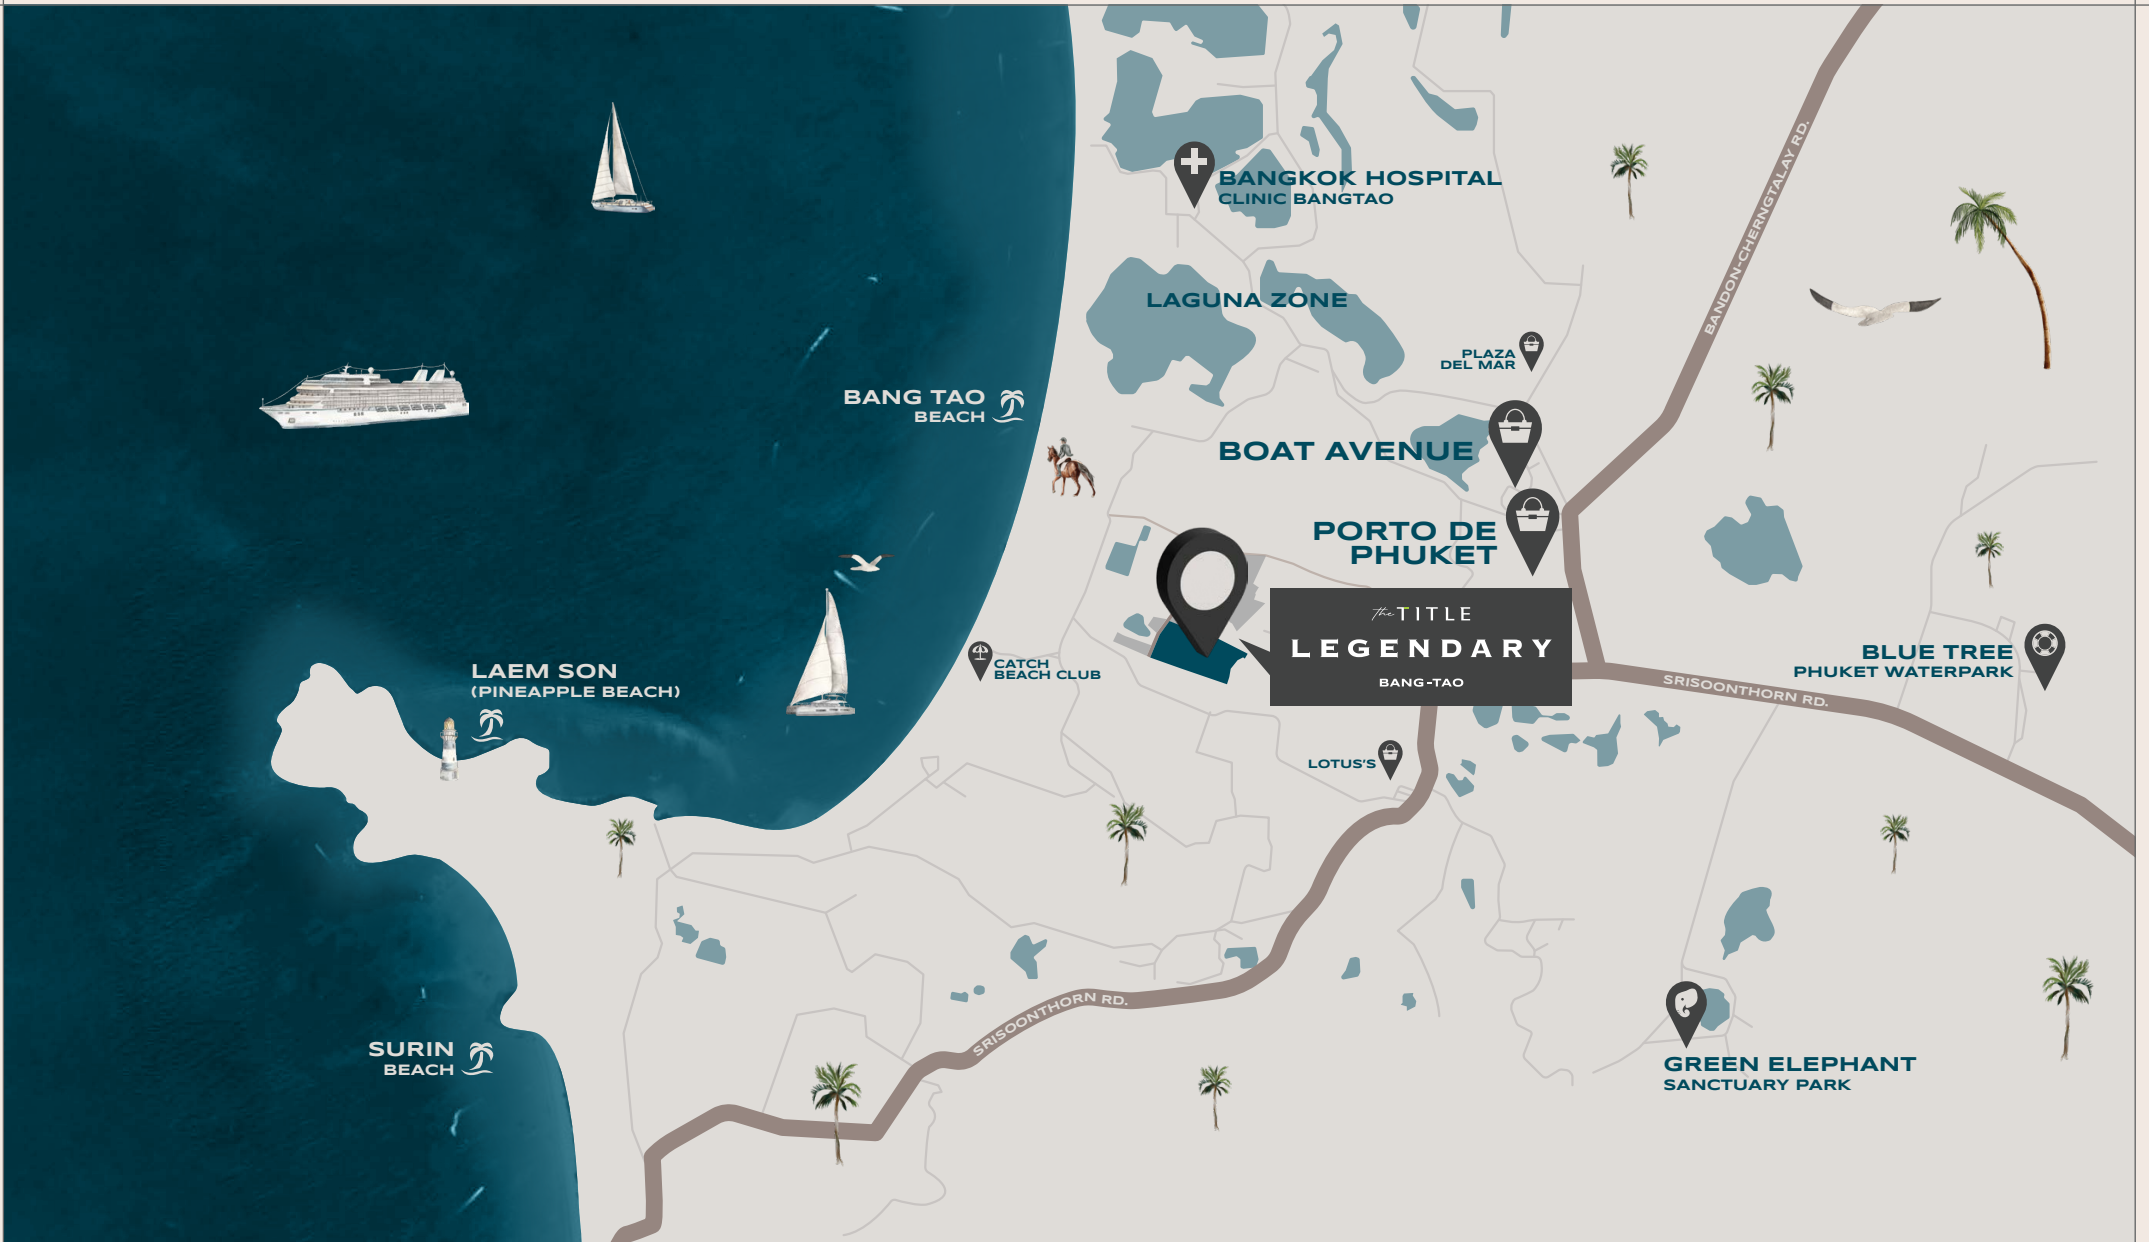 BANDON-CHERNGTALAY RD.
BANGKOK HOSPITAL
CLINIC BANGTAO
LAGUNA ZONE
PLAZA
DEL MAR
BANG TAO
BEACH
BOAT AVENUE
PORTO DE
PHUKET
the TITLE
LEGENDARY
BANG-TAO
CATCH
BEACH CLUB
LAEM SON
(PINEAPPLE BEACH)
BLUE TREE
PHUKET WATERPARK
SRISOONTHORN RD.
LOTUS'S
SRISOONTHORN RD.
SURIN
BEACH
GREEN ELEPHANT
SANCTUARY PARK